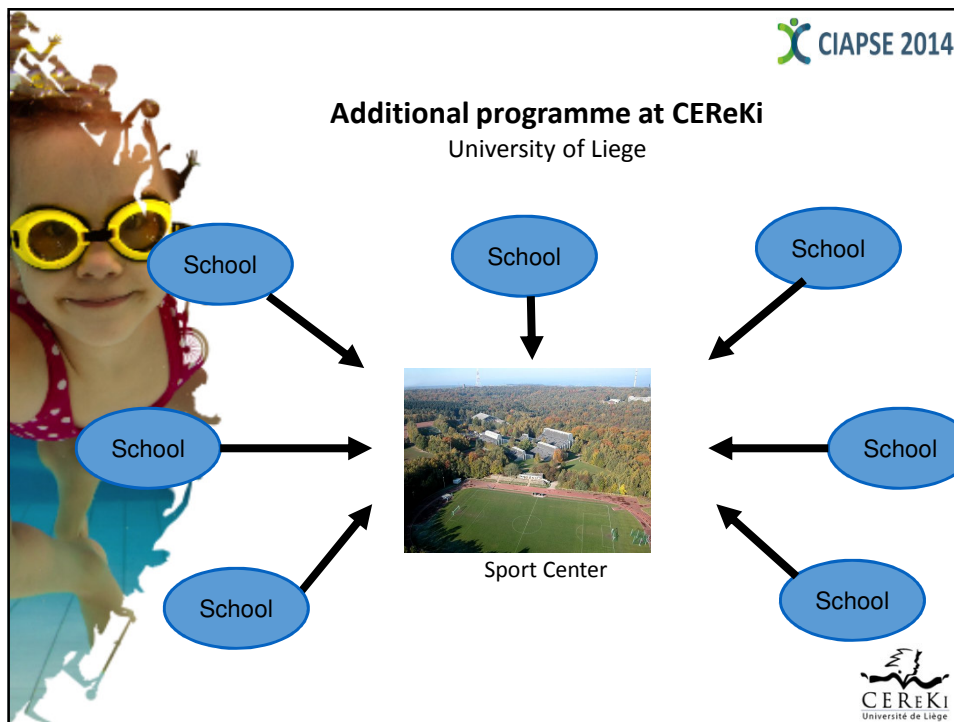 CIAPSE 2014
Additional programme at CEReKi
University of Liege
School
School
School
School
School
Sport Center
School
School
CEREKI
Université de Liège